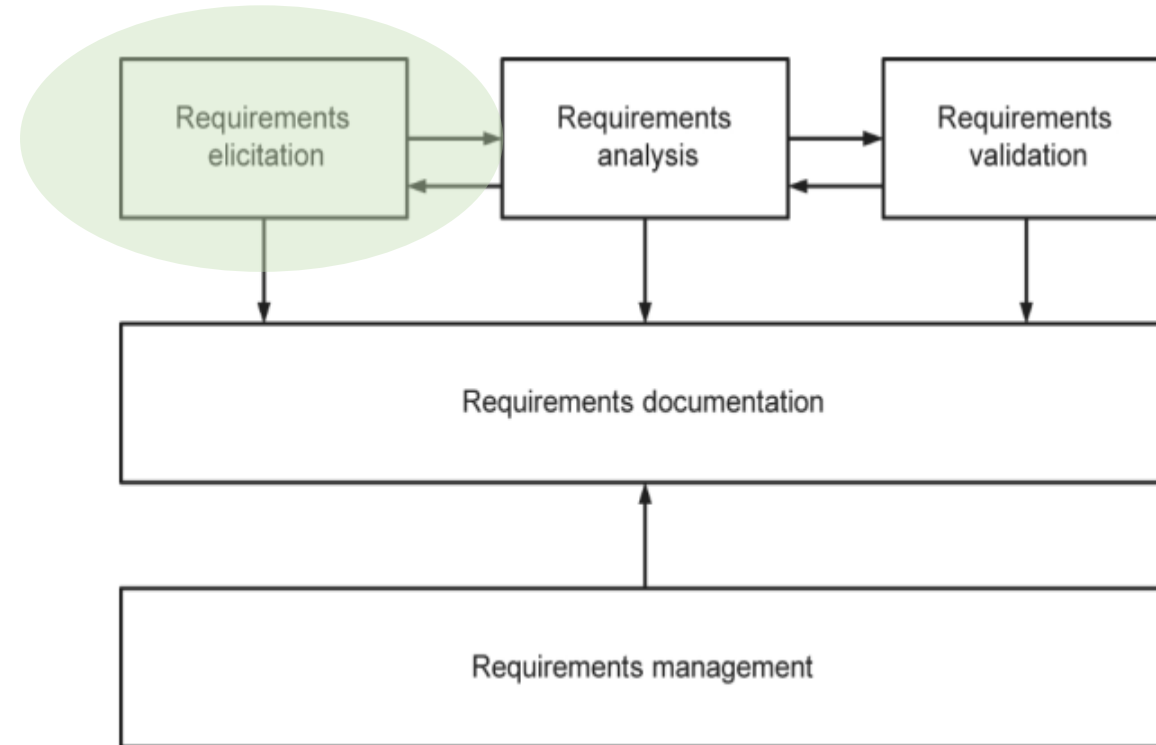 Requirements
elicitation
Requirements
analysis
Requirements
validation
Requirements documentation
Requirements management